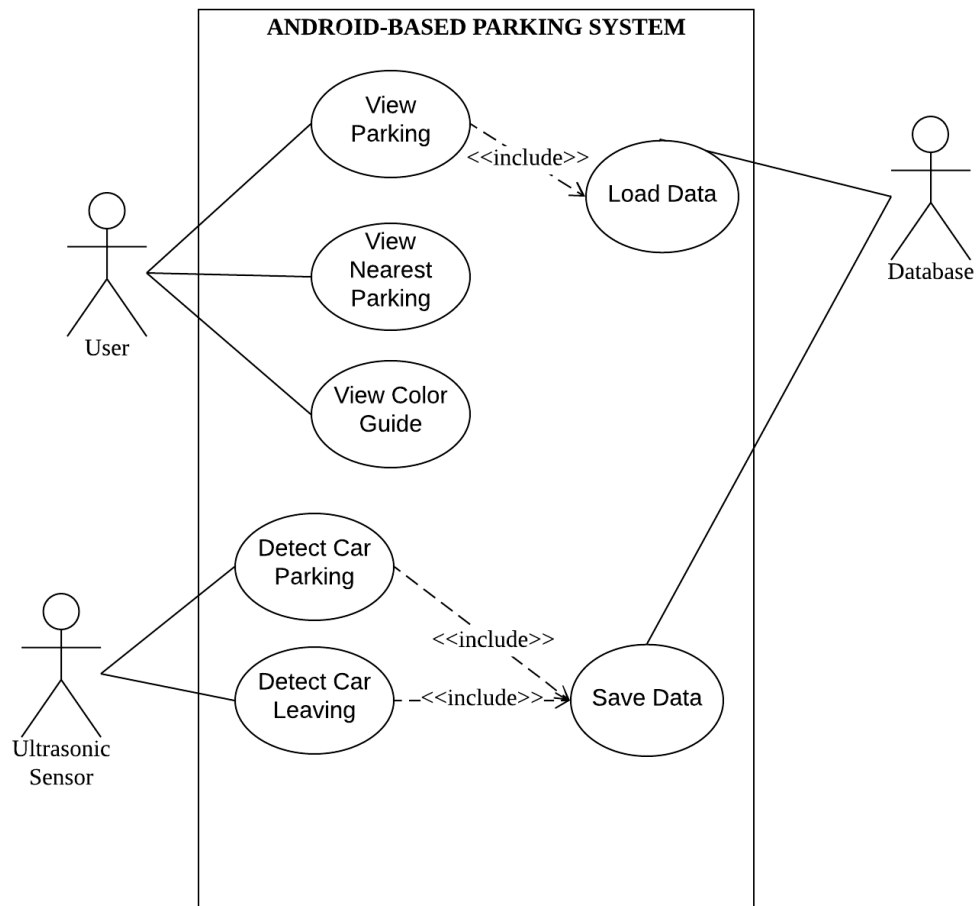 ANDROID-BASED PARKING SYSTEM
View
Parking
<<include>>
Load Data
View
Nearest
Parking
Database
User
View Color
Guide
Detect Car
Parking
<<include>>
Detect Car
Leaving
<<include>>
Save Data
Ultrasonic
Sensor